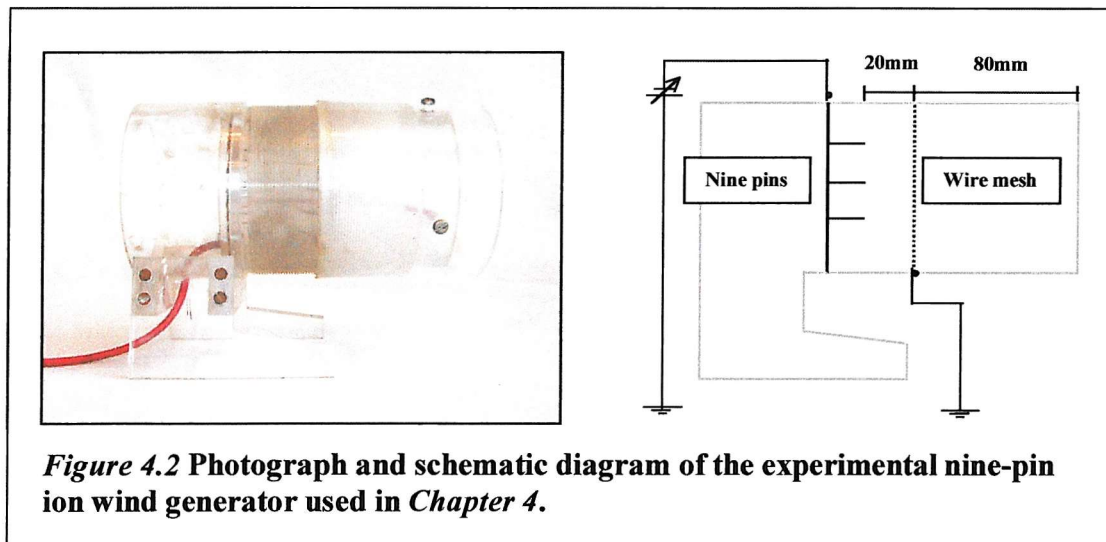 20mm
80mm
Nine pins
Wire mesh
Figure 4.2 Photograph and schematic diagram of the experimental nine-pin
ion wind generator used in Chapter 4.